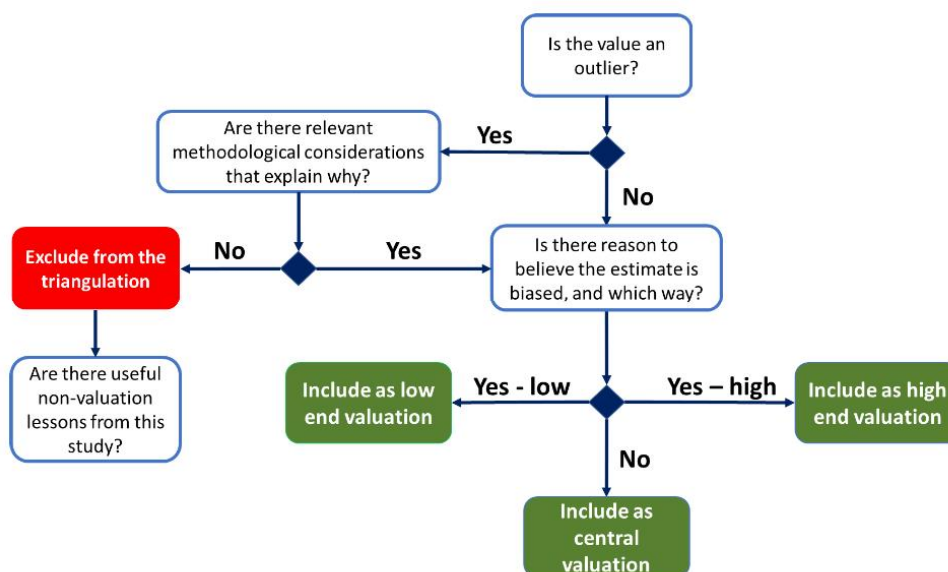 Is the value an
outlier?
Yes
Are there relevant
methodological considerations
that explain why?
No
No
Yes
Exclude from the
triangulation
Is there reason to
believe the estimate is
biased, and which way?
Are there useful
non-valuation
lessons from this
study?
Include as low
end valuation
Yes - low
Yes – high
Include as high
end valuation
No
Include as
central
valuation